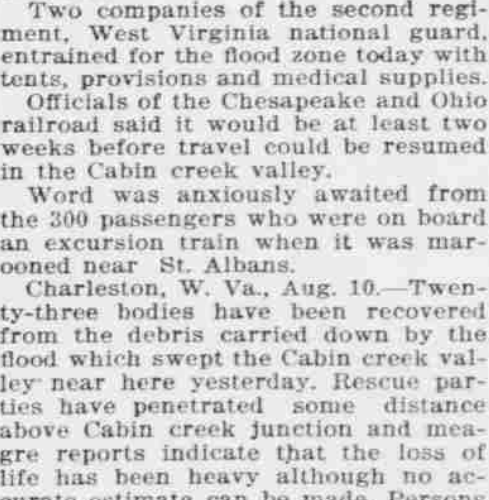 Two companies of the second regi-
ment, West Virginia national guard,
entrained for the flood zone today with
tents, provisions and medical supplies.
Officials of the Chesapeake and Ohio
railroad said it would be at least two
weeks before travel could be resumed
in the Cabin creek valley.
Word was anxiously awaited from
the 300 passengers who were on board
an excursion train when it was mar-
ooned near St. Albans.
Charleston, W. Va., Aug. 10.—Twen-
ty-three bodies have been recovered
from the debris carried down by the
flood which swept the Cabin creek val-
ley near here yesterday. Rescue par-
ties have penetrated some distance
above Cabin creek junction and mea-
gre reports indicate that the loss of
life has been heavy although no ac-
curate estimate can be made. Persons